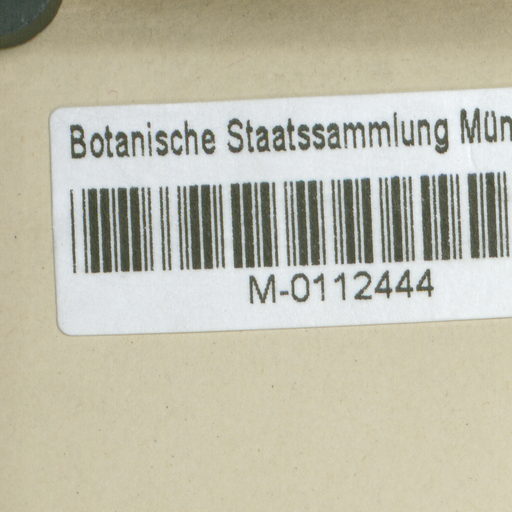 Botanische Staatssammlung Mün
M-0112444